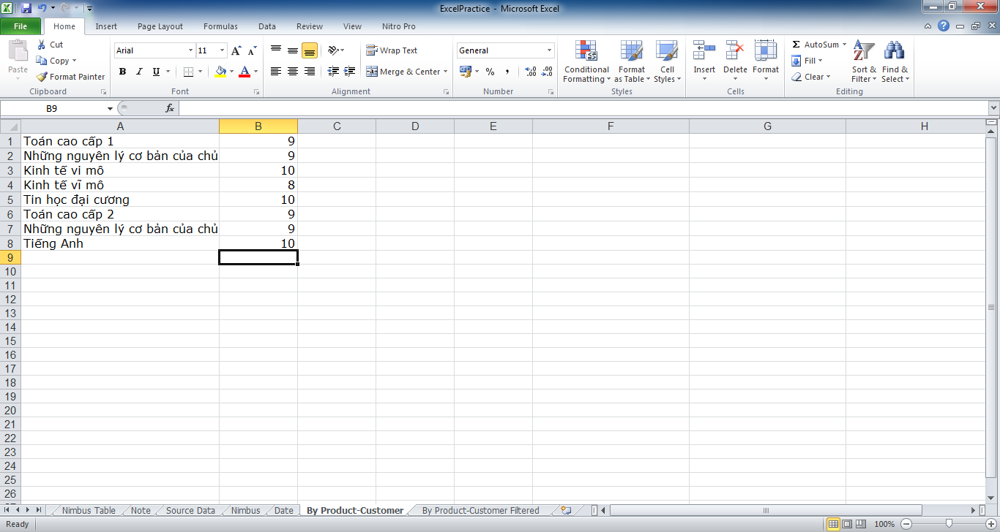 ExcelPractice - Microsoft Excel
File Home Insert Page Layout Formulas Data Review View Nitro Pro
Paste
Cut
Copy
Format Painter
Clipboard
Arial 11
B I U A
Font
Wrap Text
Merge & Center
Alignment
General
% , .00 .0
Number
Conditional Formatting
Format as Table
Cell Styles
Styles
Insert Delete Format
Cells
Σ AutoSum
Fill
Clear
Sort & Filter
Find & Select
Editing
B9 fx
A B C D E F G H
1 Toán cao cấp 1 9
2 Những nguyên lý cơ bản của chủ 9
3 Kinh tế vi mô 10
4 Kinh tế vĩ mô 8
5 Tin học đại cương 10
6 Toán cao cấp 2 9
7 Những nguyên lý cơ bản của chủ 9
8 Tiếng Anh 10
9
10
11
12
13
14
15
16
17
18
19
20
21
22
23
24
25
26
Nimbus Table Note Source Data Nimbus Date By Product-Customer By Product-Customer Filtered
Ready 100%